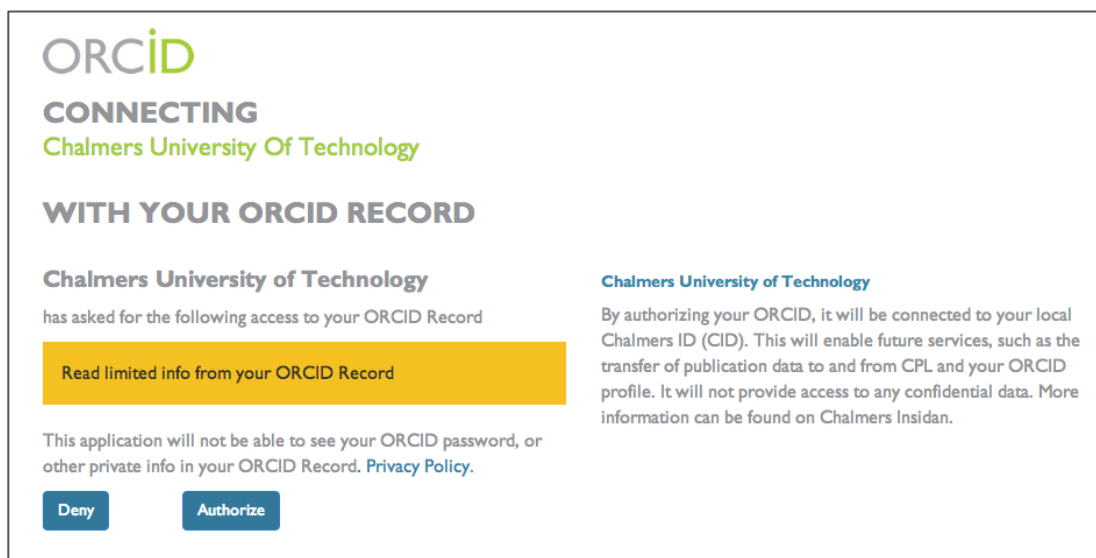 ORCiD
CONNECTING
Chalmers University Of Technology
WITH YOUR ORCID RECORD
Chalmers University of Technology
has asked for the following access to your ORCID Record
Read limited info from your ORCID Record
This application will not be able to see your ORCID password, or
other private info in your ORCID Record. Privacy Policy.
Deny
Authorize
Chalmers University of Technology
By authorizing your ORCID, it will be connected to your local
Chalmers ID (CID). This will enable future services, such as the
transfer of publication data to and from CPL and your ORCID
profile. It will not provide access to any confidential data. More
information can be found on Chalmers Insidan.